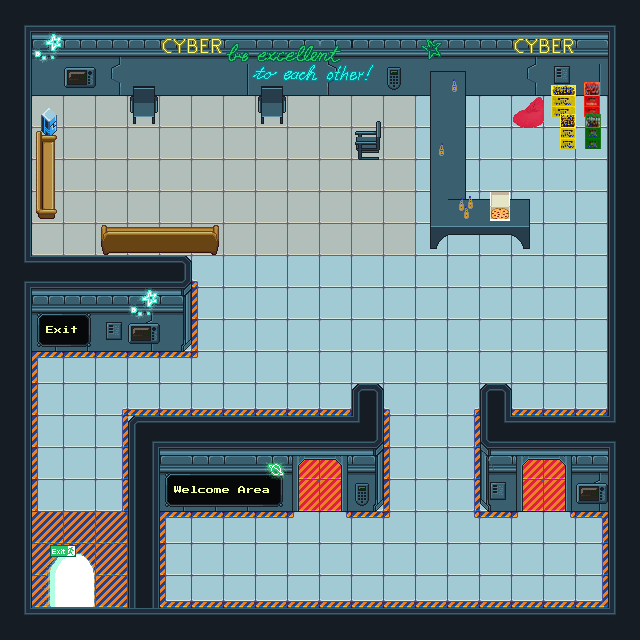 CYBER
CYBER
be excellent
to each other!
Exit
Welcome Area
Exit